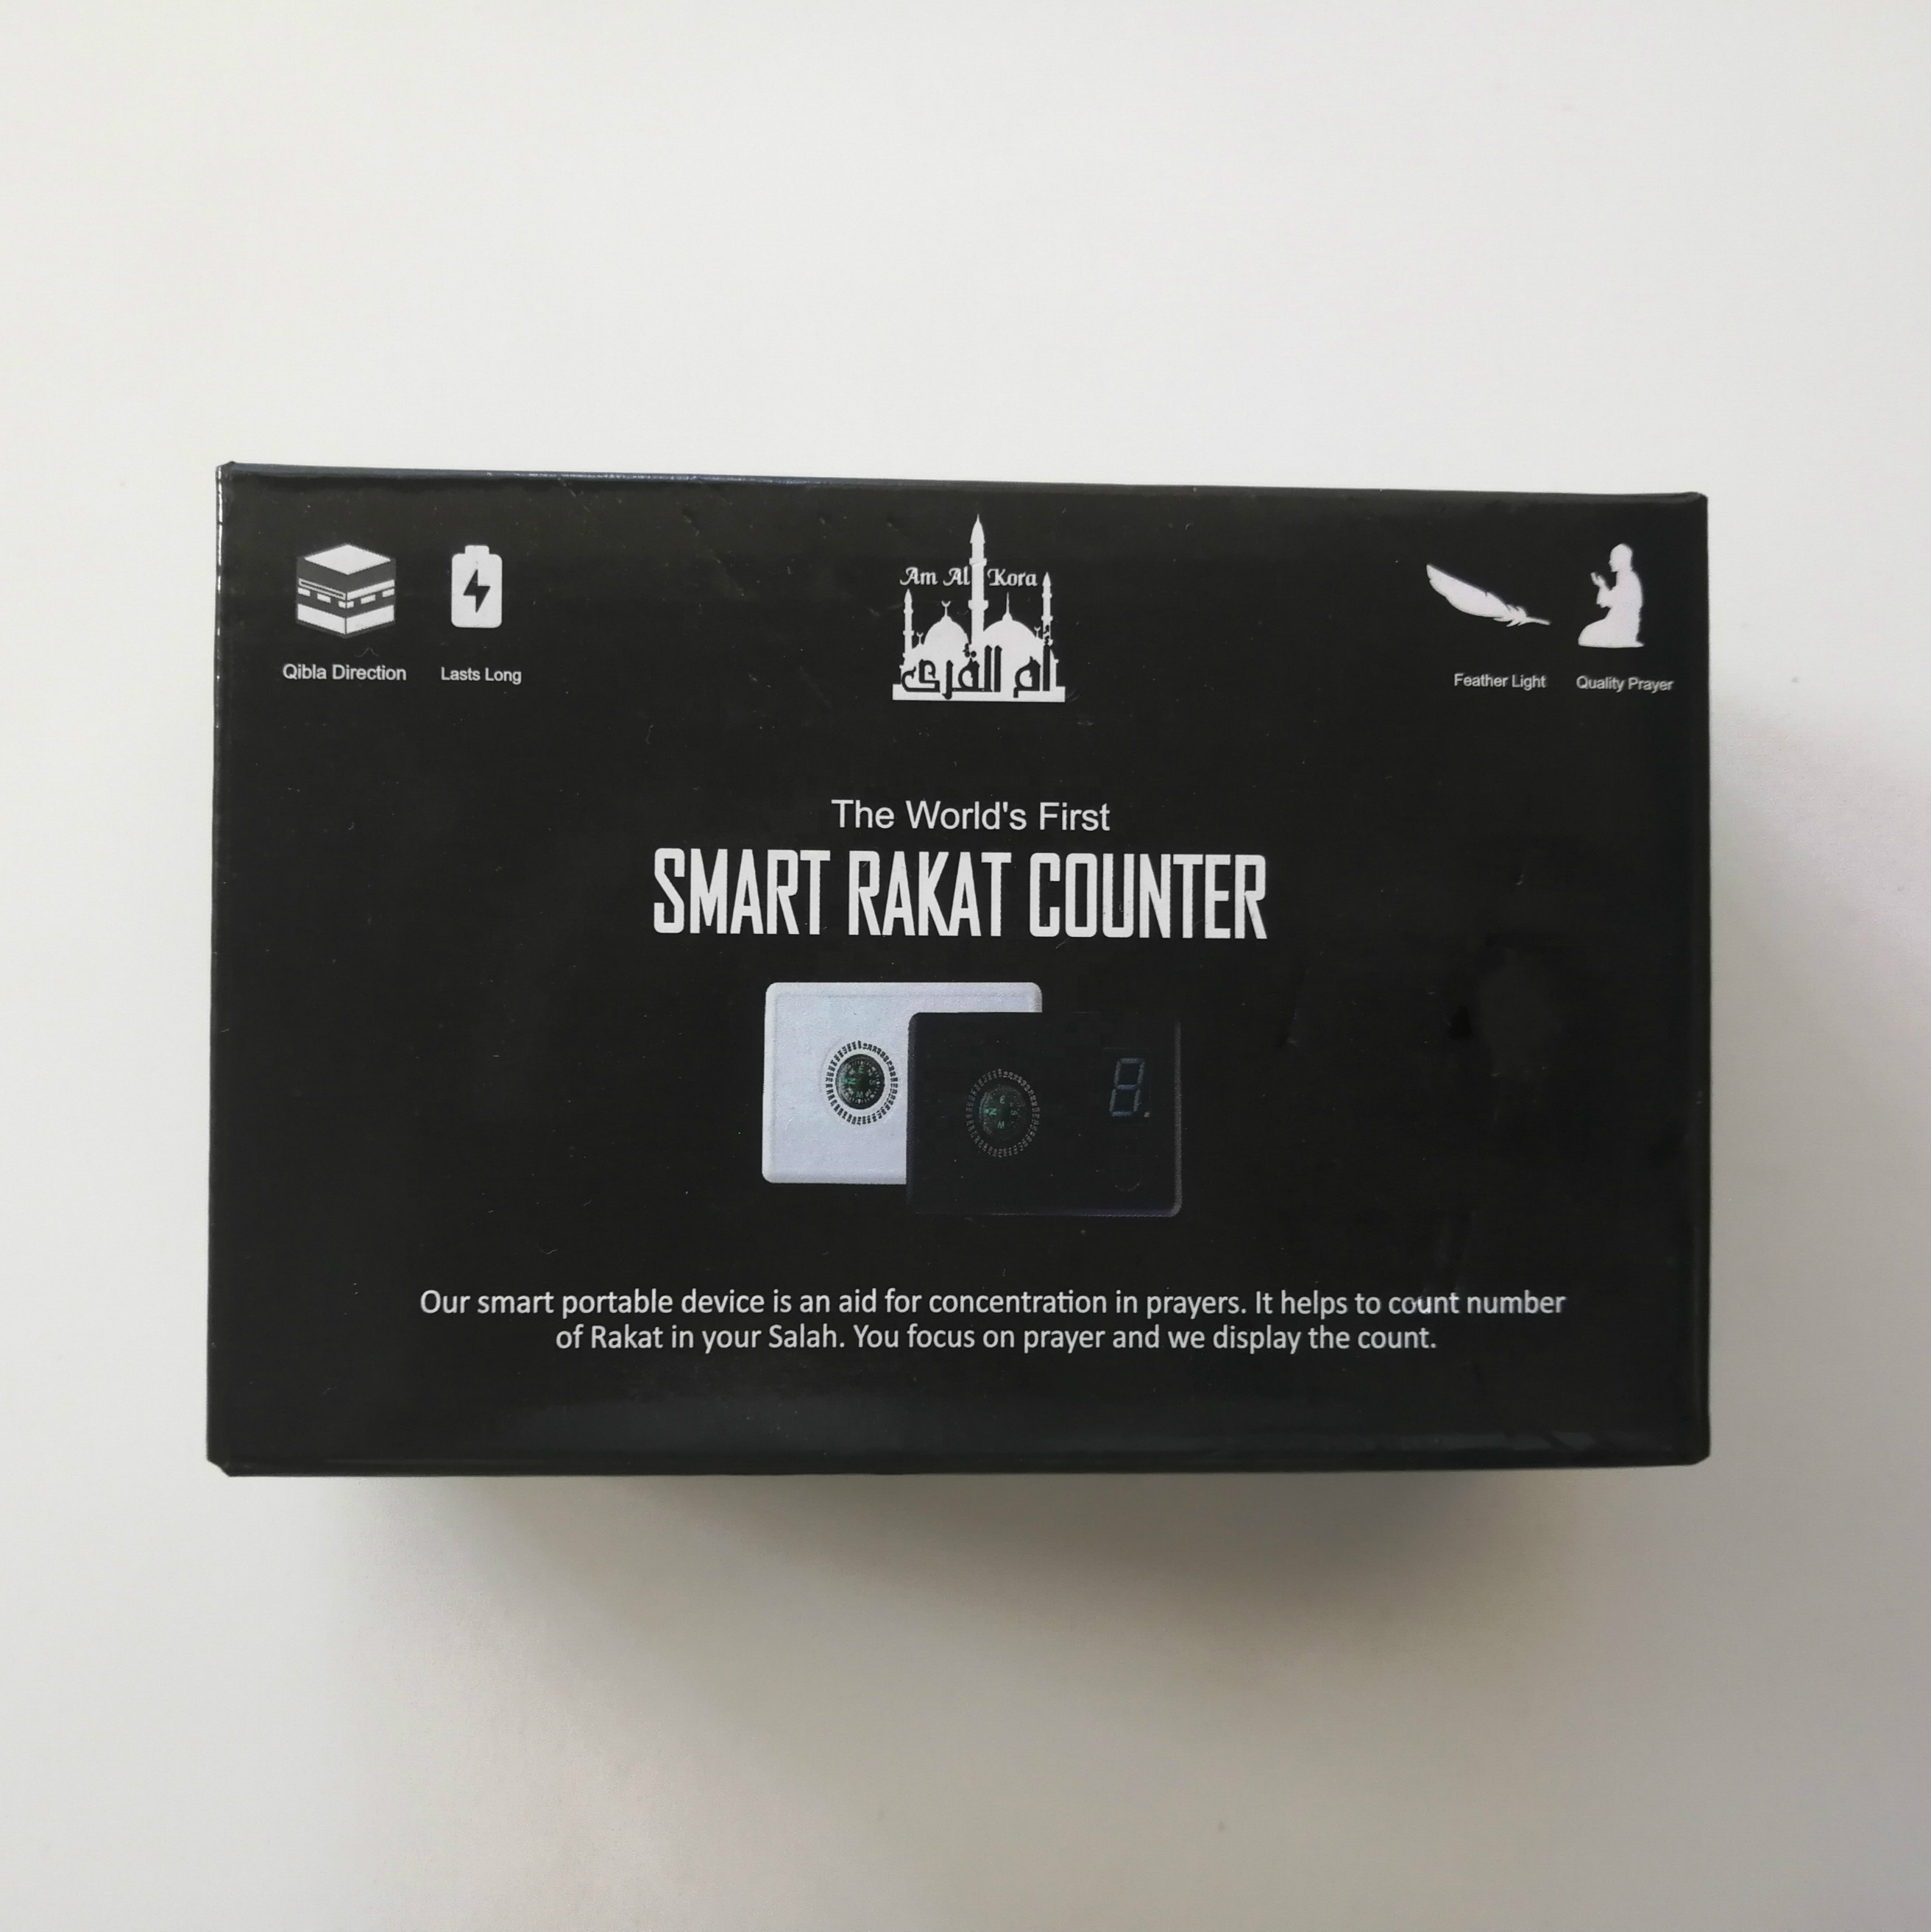 Qibla Direction
Lasts Long
Am Al Kora
ام القرى
Feather Light
Quality Prayer
The World's First
SMART RAKAT COUNTER
N E S W
N E S W
8.
Our smart portable device is an aid for concentration in prayers. It helps to count number
of Rakat in your Salah. You focus on prayer and we display the count.